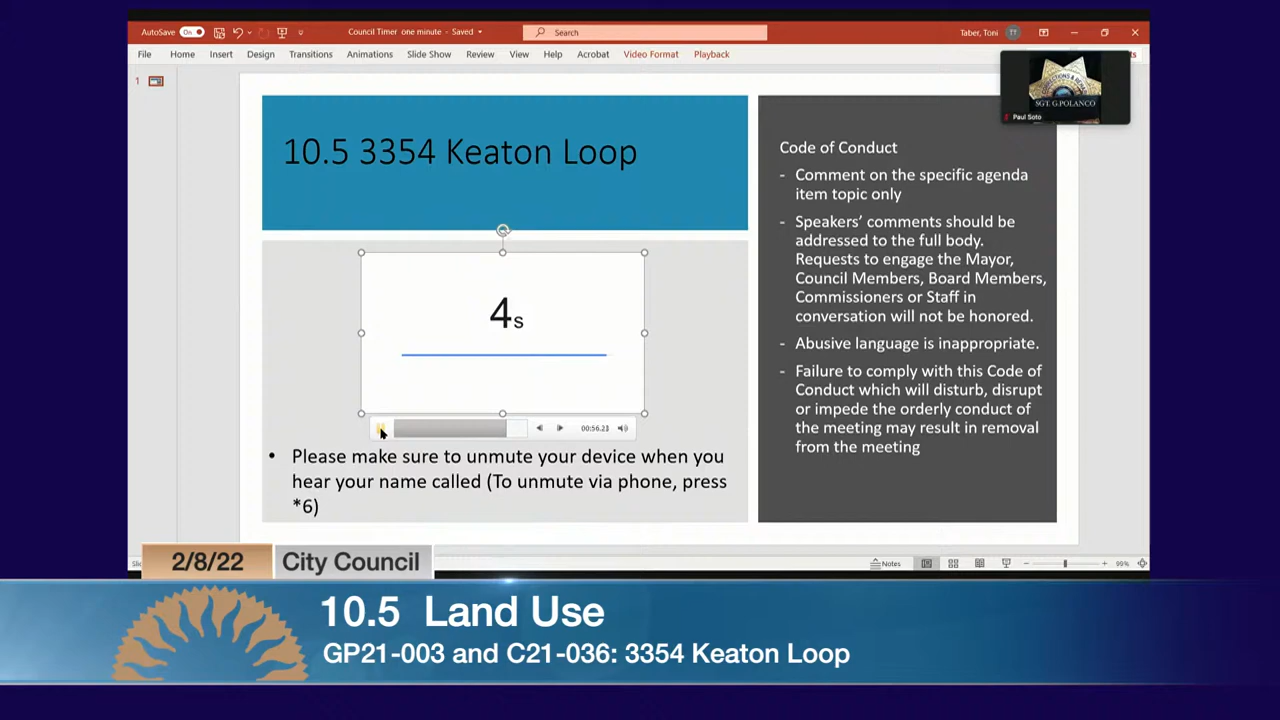 AutoSave On
Council Timer one minute - Saved
Search
Taber, Toni TT
File Home Insert Design Transitions Animations Slide Show Review View Help Acrobat Video Format Playback
1
SGT. G.POLANCO
Paul Soto
10.5 3354 Keaton Loop
4s
00:56.23
• Please make sure to unmute your device when you
hear your name called (To unmute via phone, press
*6)
Code of Conduct
- Comment on the specific agenda
item topic only
- Speakers’ comments should be
addressed to the full body.
Requests to engage the Mayor,
Council Members, Board Members,
Commissioners or Staff in
conversation will not be honored.
- Abusive language is inappropriate.
- Failure to comply with this Code of
Conduct which will disturb, disrupt
or impede the orderly conduct of
the meeting may result in removal
from the meeting
Notes
99%
2/8/22 City Council
10.5 Land Use
GP21-003 and C21-036: 3354 Keaton Loop